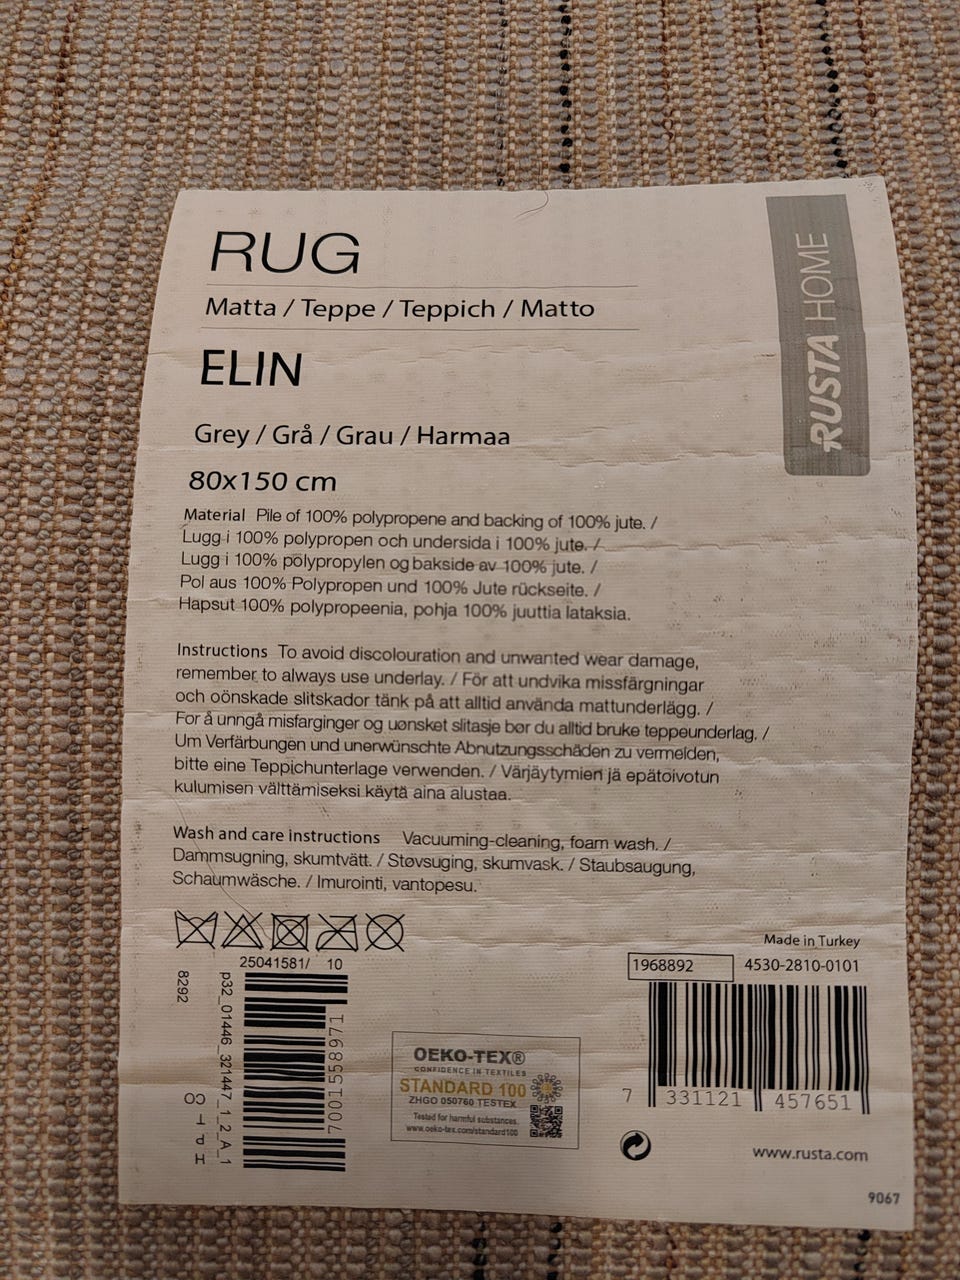 RUG
RUSTA HOME
Matta / Teppe / Teppich / Matto
ELIN
Grey / Grå / Grau / Harmaa
80x150 cm
Material Pile of 100% polypropene and backing of 100% jute. /
Lugg i 100% polypropen och undersida i 100% jute. /
Lugg i 100% polypropylen og bakside av 100% jute. /
Pol aus 100% Polypropen und 100% Jute rückseite. /
Hapsut 100% polypropeenia, pohja 100% juuttia lataksia.
Instructions To avoid discolouration and unwanted wear damage,
remember to always use underlay. / För att undvika missfärgningar
och oönskade slitskador tänk på att alltid använda mattunderlägg. /
For å unngå misfarginger og uønsket slitasje bør du alltid bruke teppeunderlag. /
Um Verfärbungen und unerwünschte Abnutzungsschäden zu vermelden,
bitte eine Teppichunterlage verwenden. / Värjäytymien jä epätoivotun
kulumisen välttämiseksi käytä aina alustaa.
Wash and care instructions Vacuuming-cleaning, foam wash. /
Dammsugning, skumtvätt. / Støvsuging, skumvask. / Staubsaugung,
Schaumwäsche. / Imurointi, vantopesu.
Made in Turkey
25041581/ 10
1968892 4530-2810-0101
8292
p32_01446_321447_1_2_A_1
7001558971
OEKO-TEX®
CONFIDENCE IN TEXTILES
STANDARD 100
ZHGO 050760 TESTEX
Tested for harmful substances.
www.oeko-tex.com/standard100
7 331121 457651
www.rusta.com
9067